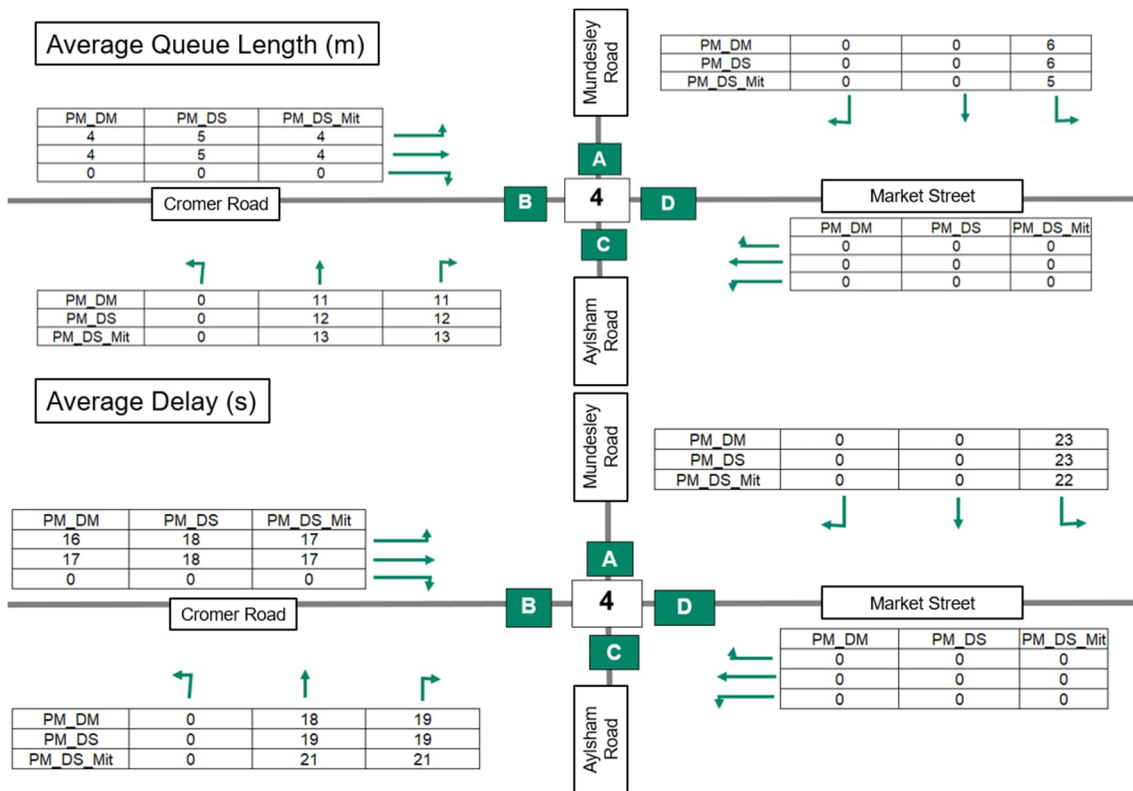 Average Queue Length (m)
Mundesley Road
PM_DM 0 0 6
PM_DS 0 0 6
PM_DS_Mit 0 0 5
PM_DM PM_DS PM_DS_Mit
4 5 4
4 5 4
0 0 0
A
B
4
D
C
Cromer Road
Market Street
PM_DM PM_DS PM_DS_Mit
0 0 0
0 0 0
0 0 0
PM_DM 0 11 11
PM_DS 0 12 12
PM_DS_Mit 0 13 13
Aylsham Road
Average Delay (s)
Mundesley Road
PM_DM 0 0 23
PM_DS 0 0 23
PM_DS_Mit 0 0 22
PM_DM PM_DS PM_DS_Mit
16 18 17
17 18 17
0 0 0
A
B
4
D
C
Cromer Road
Market Street
PM_DM PM_DS PM_DS_Mit
0 0 0
0 0 0
0 0 0
PM_DM 0 18 19
PM_DS 0 19 19
PM_DS_Mit 0 21 21
Aylsham Road